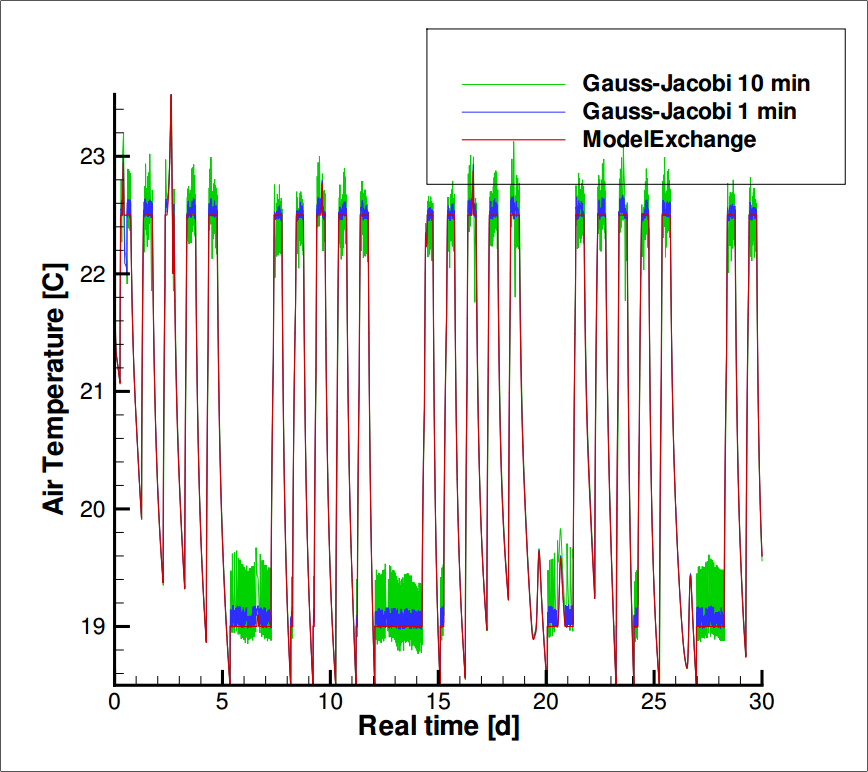 Gauss-Jacobi 10 min
Gauss-Jacobi 1 min
ModelExchange
Air Temperature [C]
23
22
21
20
19
0 5 10 15 20 25 30
Real time [d]